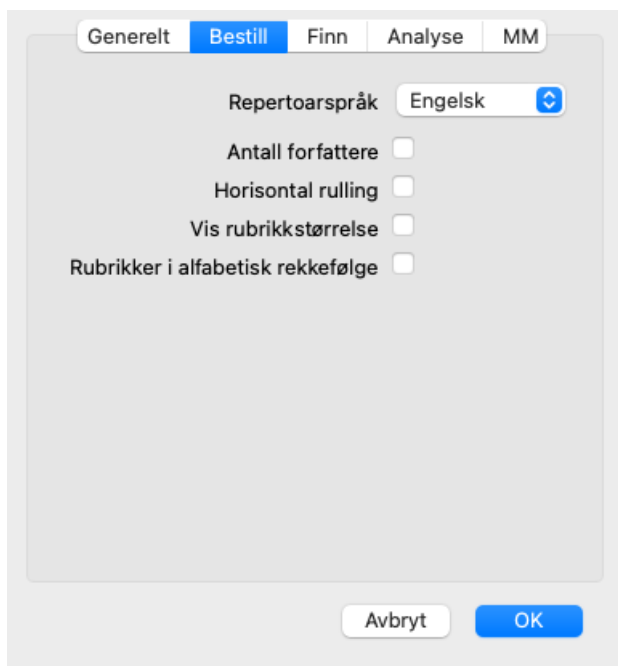 Generelt Bestill Finn Analyse MM
Repertoarspråk Engelsk
Antall forfattere
Horisontal rulling
Vis rubrikkstørrelse
Rubrikker i alfabetisk rekkefølge
Avbryt OK